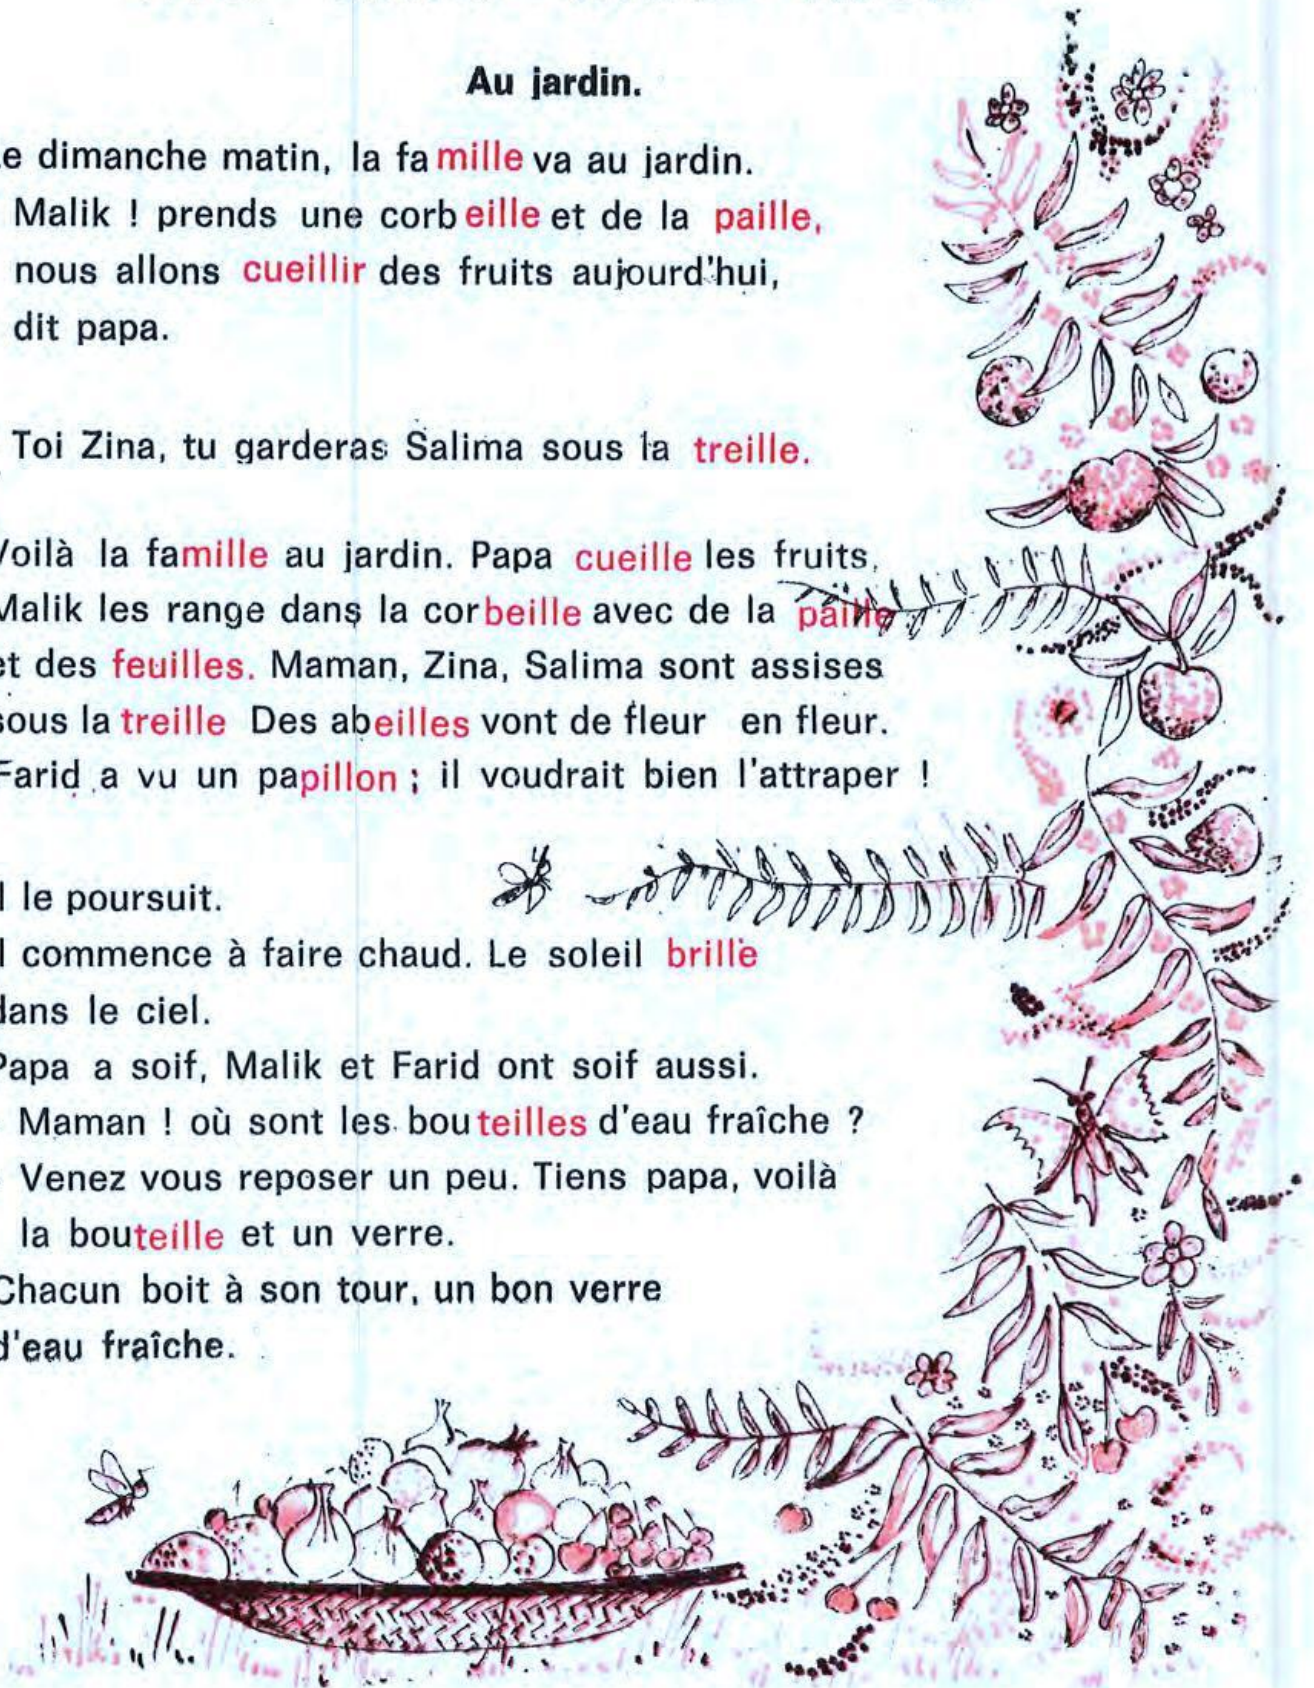 Au jardin.
e dimanche matin, la famille va au jardin.
Malik ! prends une corbeille et de la paille,
nous allons cueillir des fruits aujourd'hui,
dit papa.
Toi Zina, tu garderas Salima sous la treille.
Voilà la famille au jardin. Papa cueille les fruits,
Malik les range dans la corbeille avec de la paille
et des feuilles. Maman, Zina, Salima sont assises
sous la treille Des abeilles vont de fleur en fleur.
Farid a vu un papillon ; il voudrait bien l'attraper !
l le poursuit.
l commence à faire chaud. Le soleil brille
dans le ciel.
Papa a soif, Malik et Farid ont soif aussi.
Maman ! où sont les bouteilles d'eau fraîche ?
Venez vous reposer un peu. Tiens papa, voilà
la bouteille et un verre.
Chacun boit à son tour, un bon verre
d'eau fraîche.